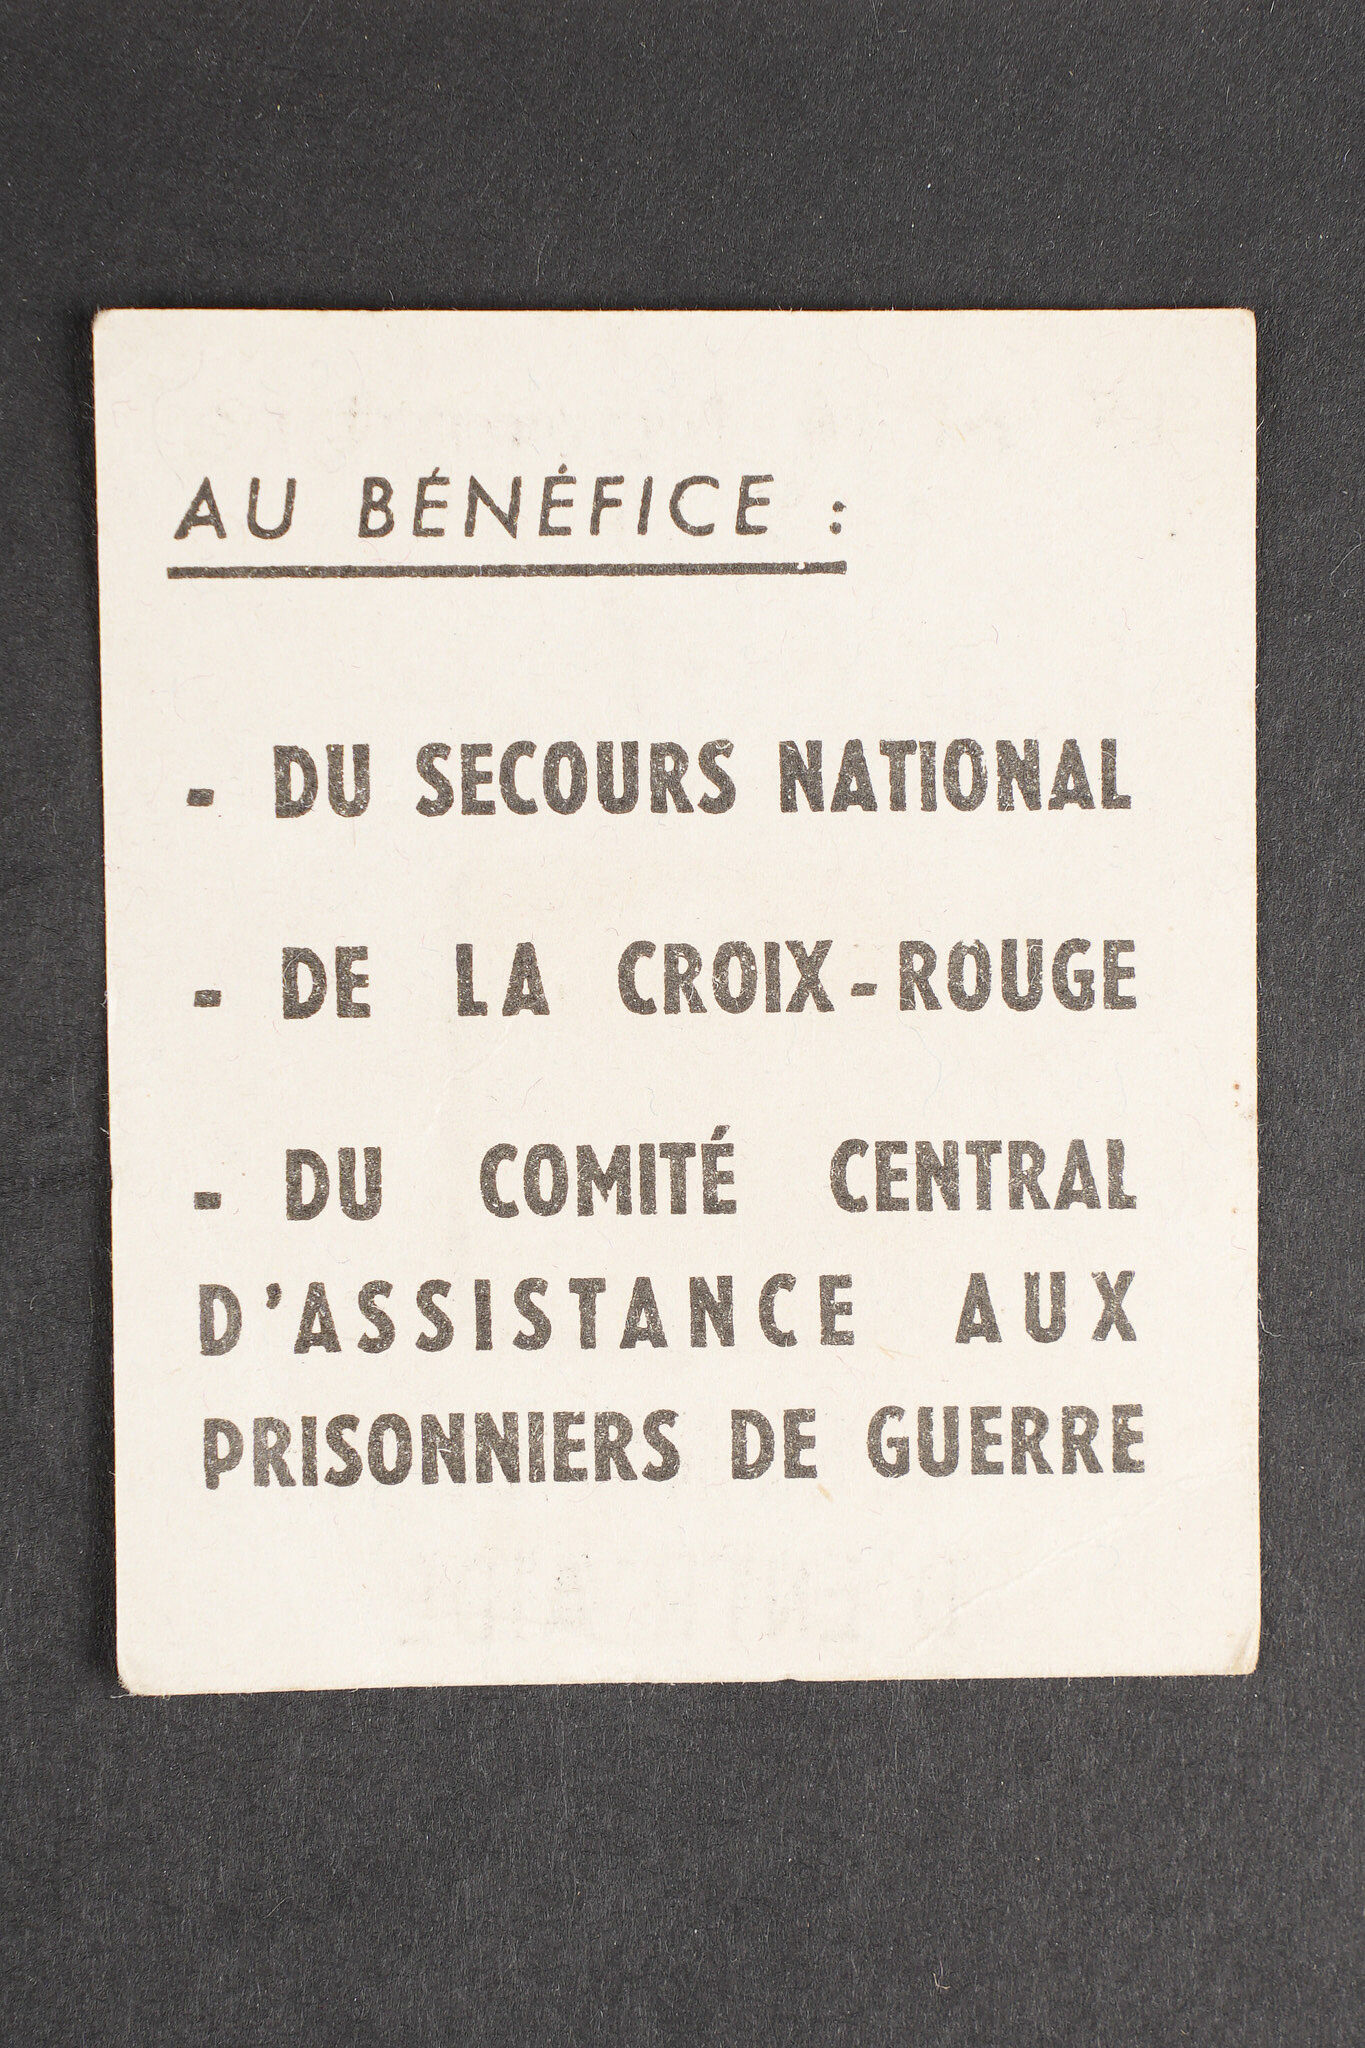 AU BÉNÉFICE :
- DU SECOURS NATIONAL
- DE LA CROIX-ROUGE
- DU COMITÉ CENTRAL
D'ASSISTANCE AUX
PRISONNIERS DE GUERRE